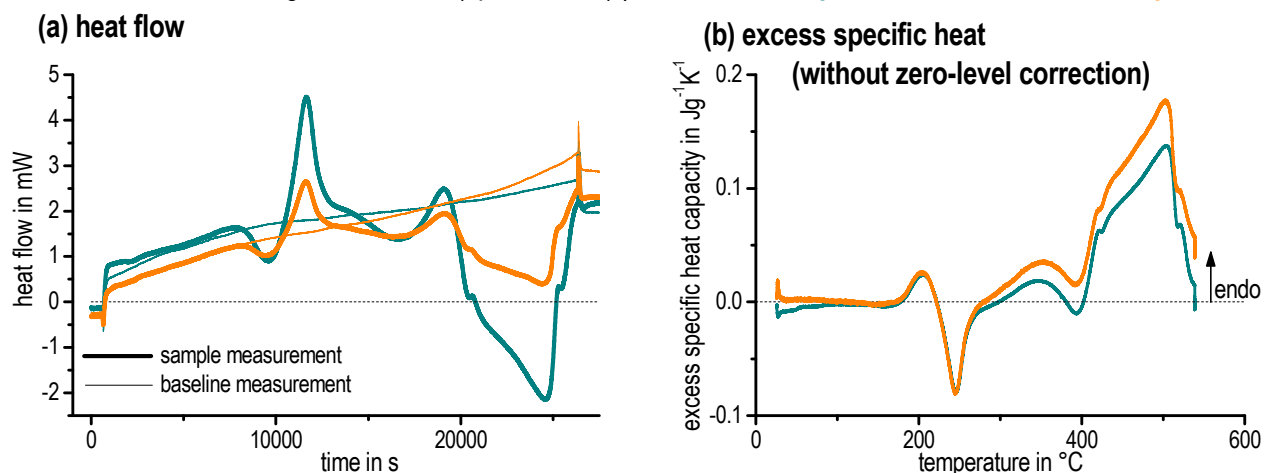 (a) heat flow
(b) excess specific heat
(without zero-level correction)
5
4
3
2
1
0
-1
-2
heat flow in mW
sample measurement
baseline measurement
0
10000
20000
time in s
0.2
0.1
0.0
-0.1
excess specific heat capacity in Jg⁻¹K⁻¹
endo
0
200
400
600
temperature in °C